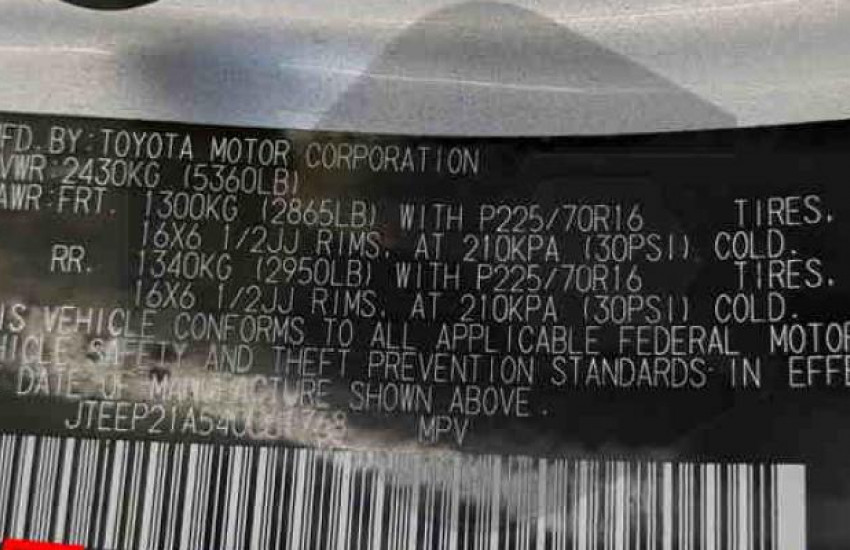 FD. BY: TOYOTA MOTOR CORPORATION
VWR: 2430KG (5360LB)
AWR: FRT. 1300KG (2865LB) WITH P225/70R16 TIRES.
16X6 1/2JJ RIMS. AT 210KPA (30PSI) COLD.
RR. 1340KG (2950LB) WITH P225/70R16 TIRES.
16X6 1/2JJ RIMS. AT 210KPA (30PSI) COLD.
IS VEHICLE CONFORMS TO ALL APPLICABLE FEDERAL MOTOR
HICLE SAFETY AND THEFT PREVENTION STANDARDS IN EFFE
DATE OF MANUFACTURE SHOWN ABOVE.
MPV